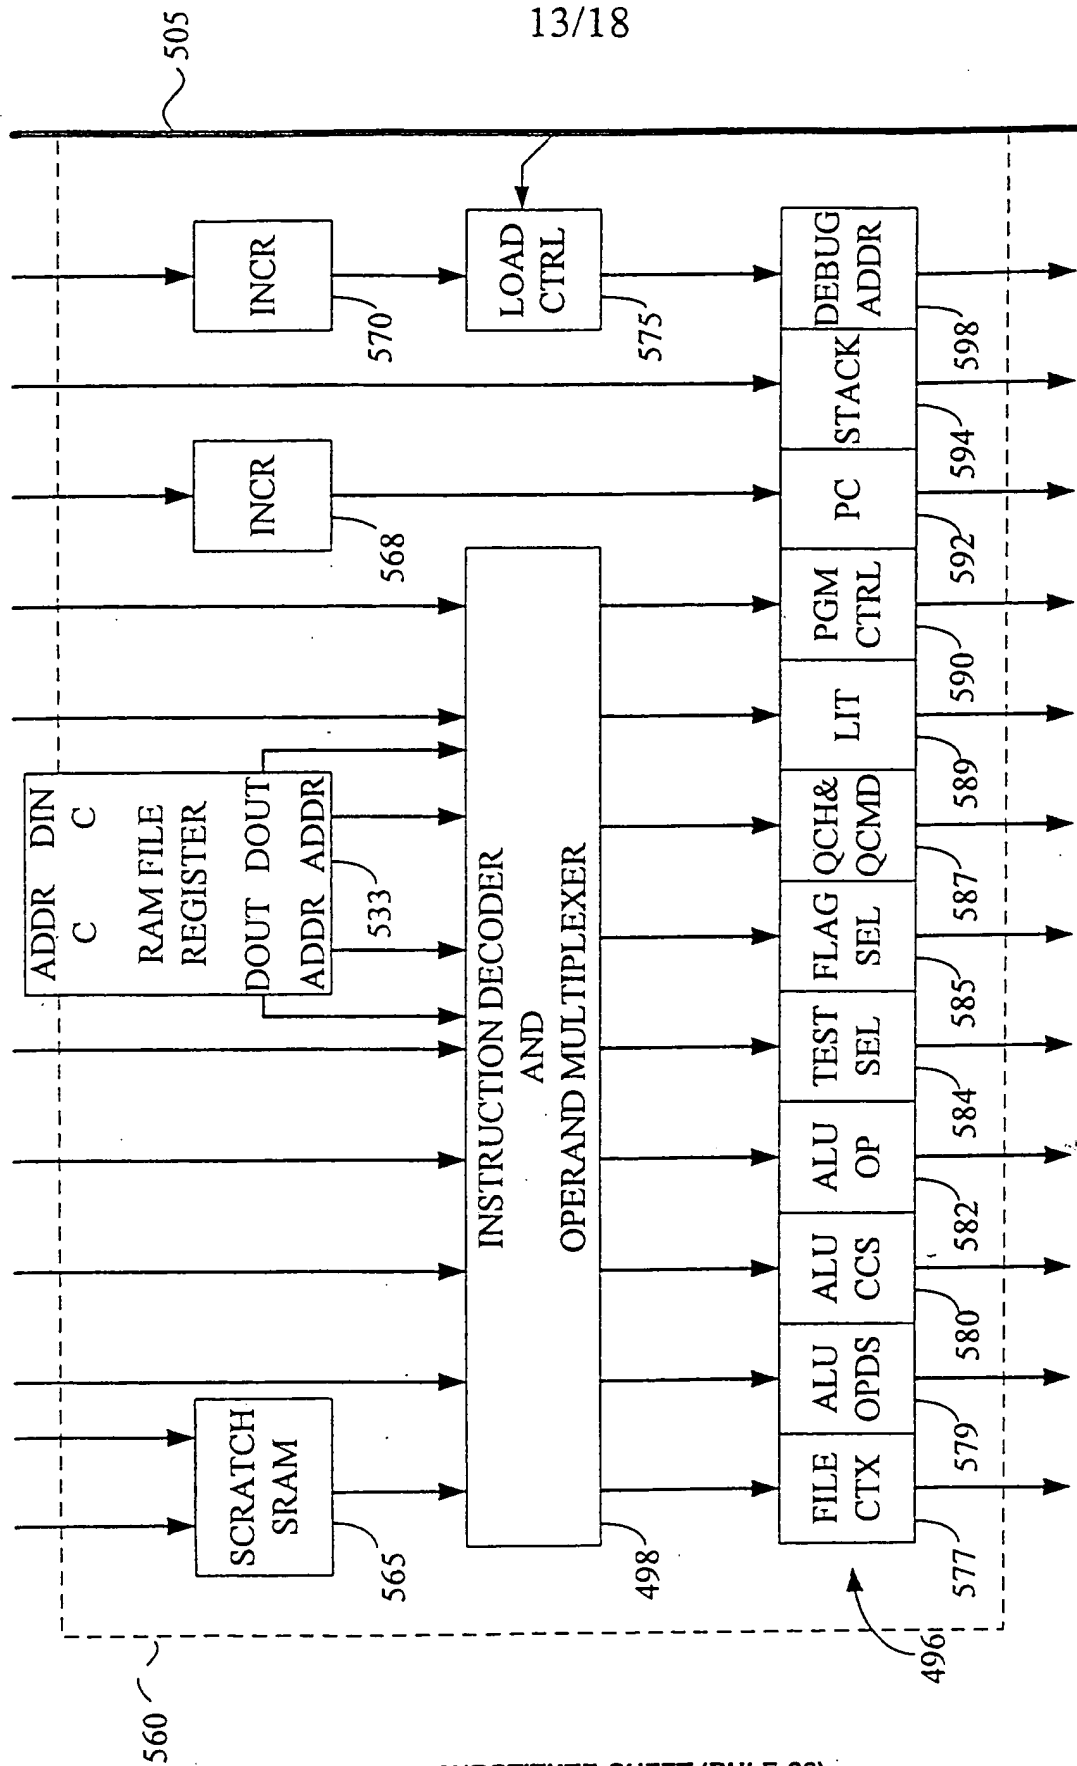 13/18
505
560
SCRATCH
SRAM
565
ADDR DIN
C C
RAM FILE
REGISTER
DOUT DOUT
ADDR ADDR
533
INCR
568
INCR
570
INSTRUCTION DECODER
AND
OPERAND MULTIPLEXER
498
LOAD
CTRL
575
496
FILE
CTX
577
ALU
OPDS
579
ALU
CCS
580
ALU
OP
582
TEST
SEL
584
FLAG
SEL
585
QCH&
QCMD
587
LIT
589
PGM
CTRL
590
PC
592
STACK
594
DEBUG
ADDR
598